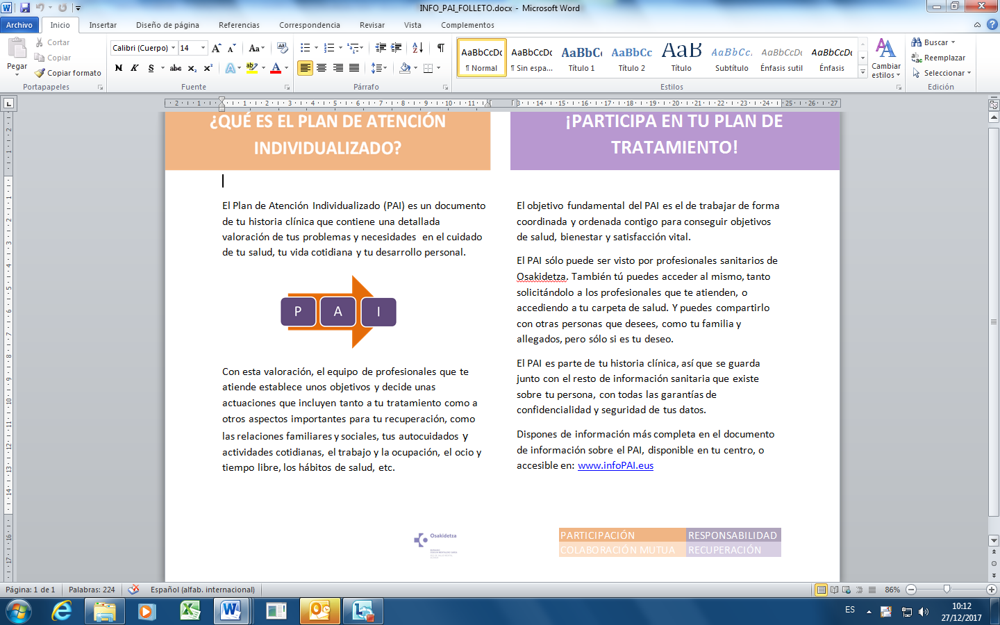 INFO_PAI_FOLLETO.docx - Microsoft Word
Archivo Inicio Insertar Diseño de página Referencias Correspondencia Revisar Vista Complementos
Pegar
Cortar
Copiar
Copiar formato
Portapapeles
Calibri (Cuerpo) 14
N K S abc x₂ x²
Fuente
Párrafo
AaBbCcDc AaBbCcDc AaBbCc AaBbCc AaB AaBbCc. AaBbCcDc AaBbCcDc
¶ Normal ¶ Sin espa... Título 1 Título 2 Título Subtítulo Énfasis sutil Énfasis
Cambiar estilos
Estilos
Buscar
Reemplazar
Seleccionar
Edición
¿QUÉ ES EL PLAN DE ATENCIÓN
INDIVIDUALIZADO?
El Plan de Atención Individualizado (PAI) es un documento
de tu historia clínica que contiene una detallada
valoración de tus problemas y necesidades en el cuidado
de tu salud, tu vida cotidiana y tu desarrollo personal.
P A I
Con esta valoración, el equipo de profesionales que te
atiende establece unos objetivos y decide unas
actuaciones que incluyen tanto a tu tratamiento como a
otros aspectos importantes para tu recuperación, como
las relaciones familiares y sociales, tus autocuidados y
actividades cotidianas, el trabajo y la ocupación, el ocio y
tiempo libre, los hábitos de salud, etc.
Osakidetza
¡PARTICIPA EN TU PLAN DE
TRATAMIENTO!
El objetivo fundamental del PAI es el de trabajar de forma
coordinada y ordenada contigo para conseguir objetivos
de salud, bienestar y satisfacción vital.
El PAI sólo puede ser visto por profesionales sanitarios de
Osakidetza. También tú puedes acceder al mismo, tanto
solicitándolo a los profesionales que te atienden, o
accediendo a tu carpeta de salud. Y puedes compartirlo
con otras personas que desees, como tu familia y
allegados, pero sólo si es tu deseo.
El PAI es parte de tu historia clínica, así que se guarda
junto con el resto de información sanitaria que existe
sobre tu persona, con todas las garantías de
confidencialidad y seguridad de tus datos.
Dispones de información más completa en el documento
de información sobre el PAI, disponible en tu centro, o
accesible en: www.infoPAI.eus
PARTICIPACIÓN RESPONSABILIDAD
COLABORACIÓN MUTUA RECUPERACIÓN
Página: 1 de 1 Palabras: 224 Español (alfab. internacional) 86%
ES 10:12
27/12/2017